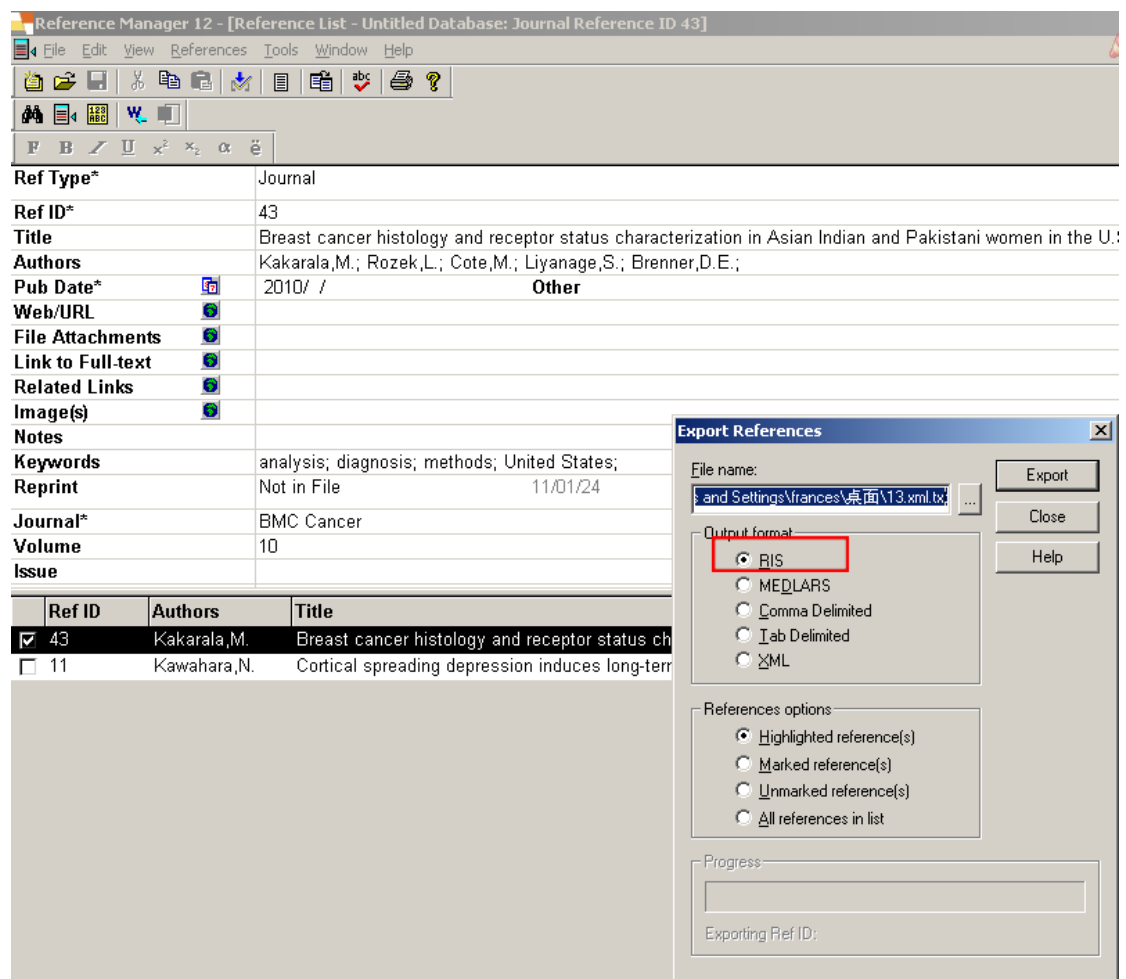 Reference Manager 12 - [Reference List - Untitled Database: Journal Reference ID 43]
File Edit View References Tools Window Help
abc
123
ABC
W
F B I U x² x₂ α ë
Ref Type* Journal
Ref ID* 43
Title Breast cancer histology and receptor status characterization in Asian Indian and Pakistani women in the U.
Authors Kakarala,M.; Rozek,L.; Cote,M.; Liyanage,S.; Brenner,D.E.;
Pub Date* 2010/ / Other
Web/URL
File Attachments
Link to Full-text
Related Links
Image(s)
Notes
Keywords analysis; diagnosis; methods; United States;
Reprint Not in File 11/01/24
Journal* BMC Cancer
Volume 10
Issue
Ref ID Authors Title
43 Kakarala,M. Breast cancer histology and receptor status ch
11 Kawahara,N. Cortical spreading depression induces long-terr
Export References
File name:
s and Settings\frances\桌面\13.xml.tx
...
Export
Close
Help
Output format
RIS
MEDLARS
Comma Delimited
Tab Delimited
XML
References options
Highlighted reference(s)
Marked reference(s)
Unmarked reference(s)
All references in list
Progress
Exporting Ref ID: